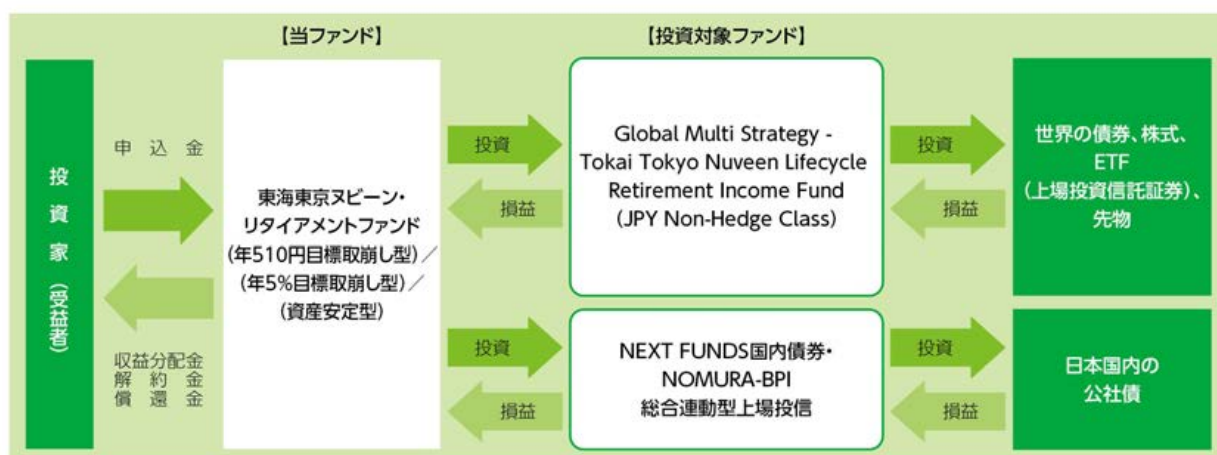 【当ファンド】
【投資対象ファンド】
投資家(受益者)
申込金
収益分配金
解約金
償還金
東海東京ヌビーン・
リタイアメントファンド
(年510円目標取崩し型)/
(年5%目標取崩し型)/
(資産安定型)
投資
損益
Global Multi Strategy -
Tokai Tokyo Nuveen Lifecycle
Retirement Income Fund
(JPY Non-Hedge Class)
投資
損益
世界の債券、株式、
ETF
(上場投資信託証券)、
先物
投資
損益
NEXT FUNDS国内債券・
NOMURA-BPI
総合連動型上場投信
投資
損益
日本国内の
公社債